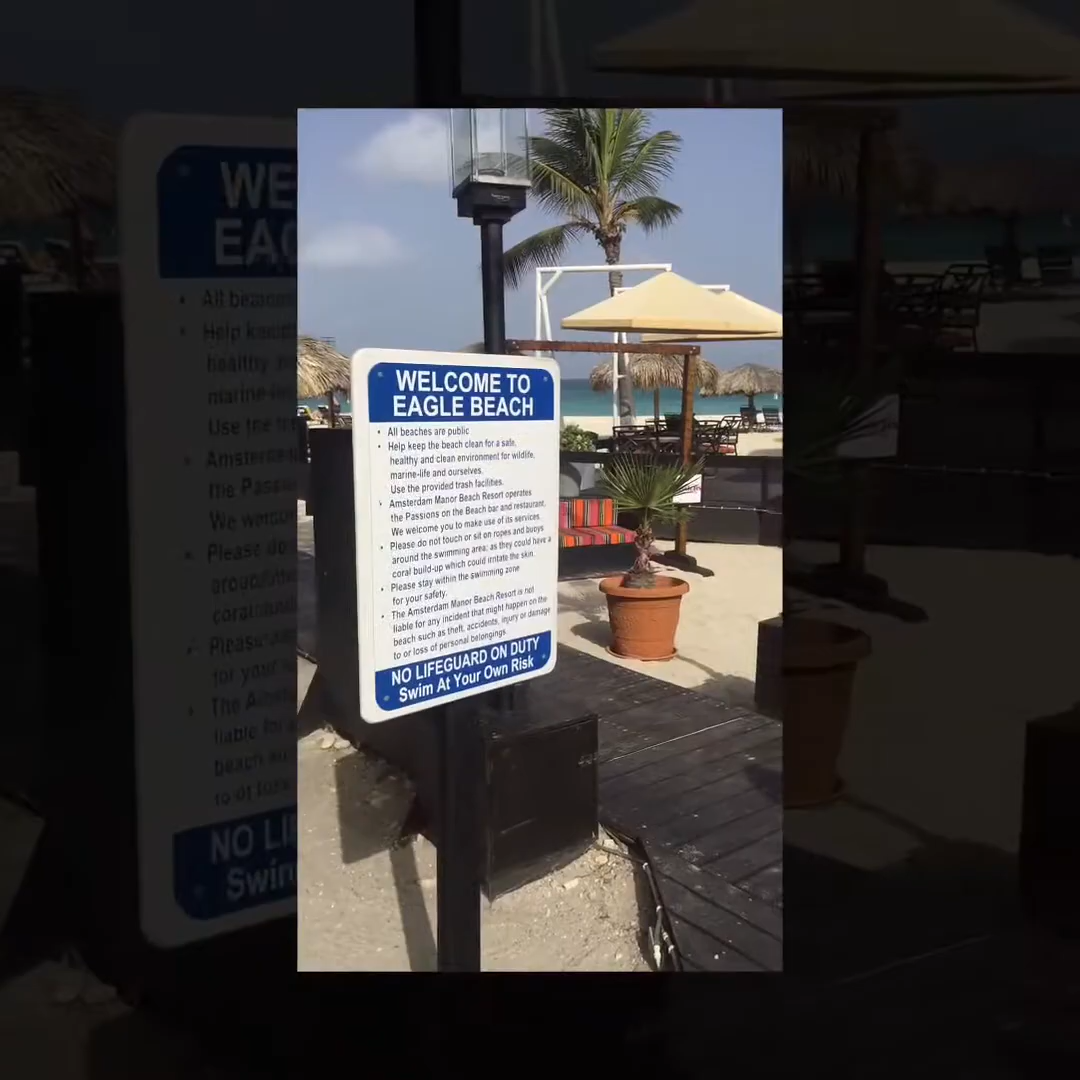 WELCOME TO
EAGLE BEACH
• All beaches are public
• Help keep the beach clean for a safe,
healthy and clean environment for wildlife,
marine-life and ourselves.
Use the provided trash facilities.
• Amsterdam Manor Beach Resort operates
the Passions on the Beach bar and restaurant.
We welcome you to make use of its services.
• Please do not touch or sit on ropes and buoys
around the swimming area; as they could have a
coral build-up which could irritate the skin.
• Please stay within the swimming zone
for your safety.
• The Amsterdam Manor Beach Resort is not
liable for any incident that might happen on the
beach such as theft, accidents, injury or damage
to or loss of personal belongings.
NO LIFEGUARD ON DUTY
Swim At Your Own Risk